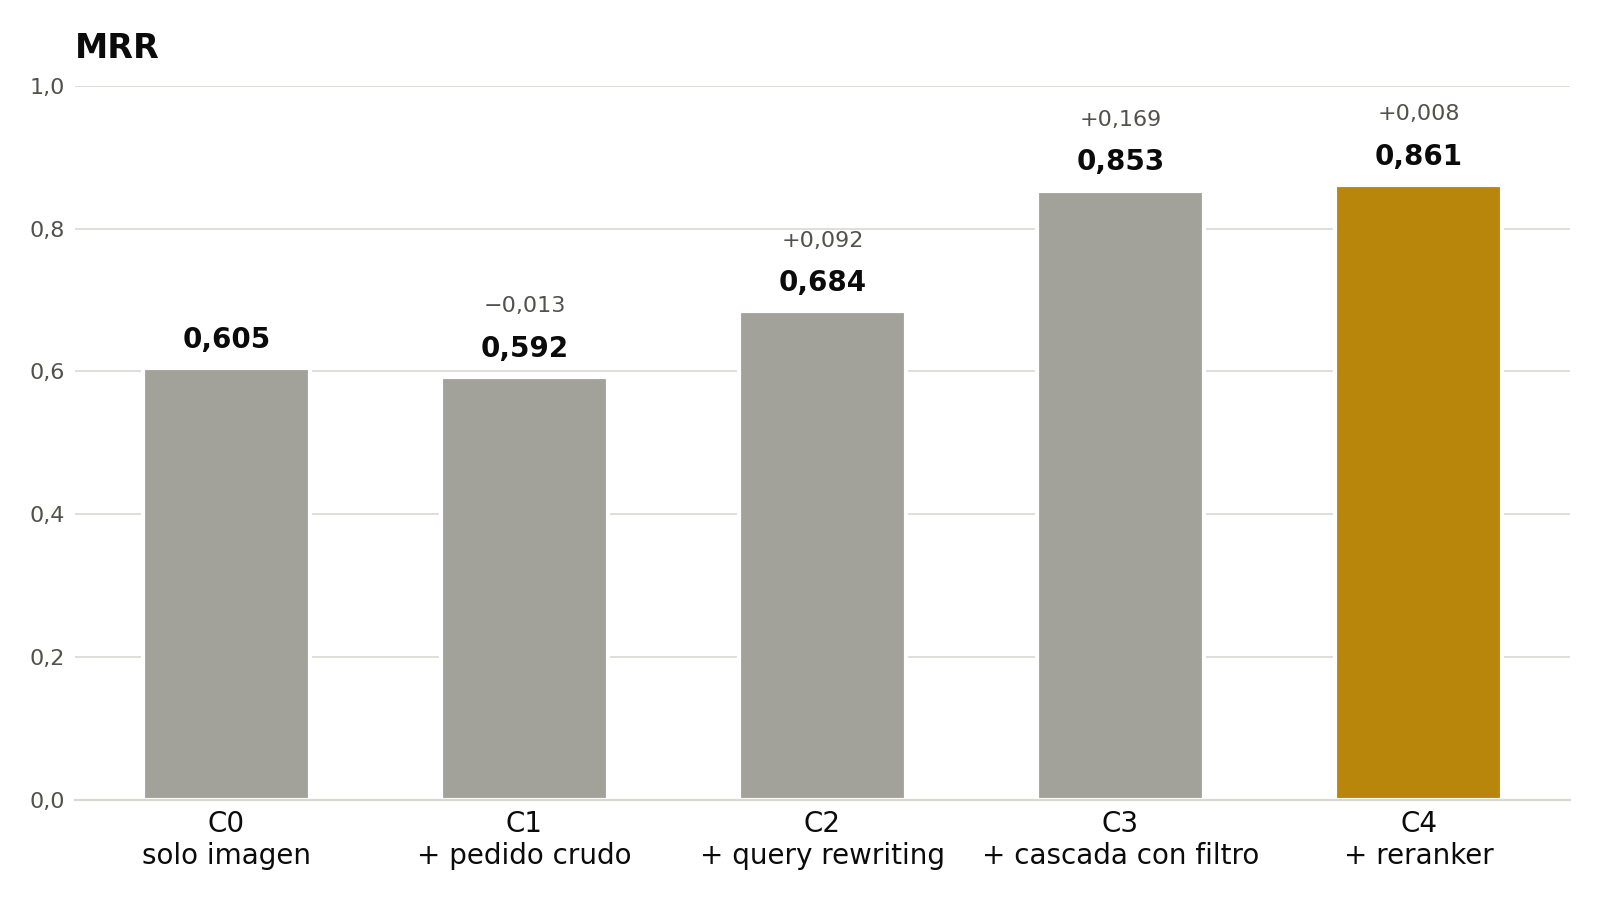 MRR
1,0
0,8
0,6
0,4
0,2
0,0
0,605
−0,013
0,592
+0,092
0,684
+0,169
0,853
+0,008
0,861
C0
solo imagen
C1
+ pedido crudo
C2
+ query rewriting
C3
+ cascada con filtro
C4
+ reranker